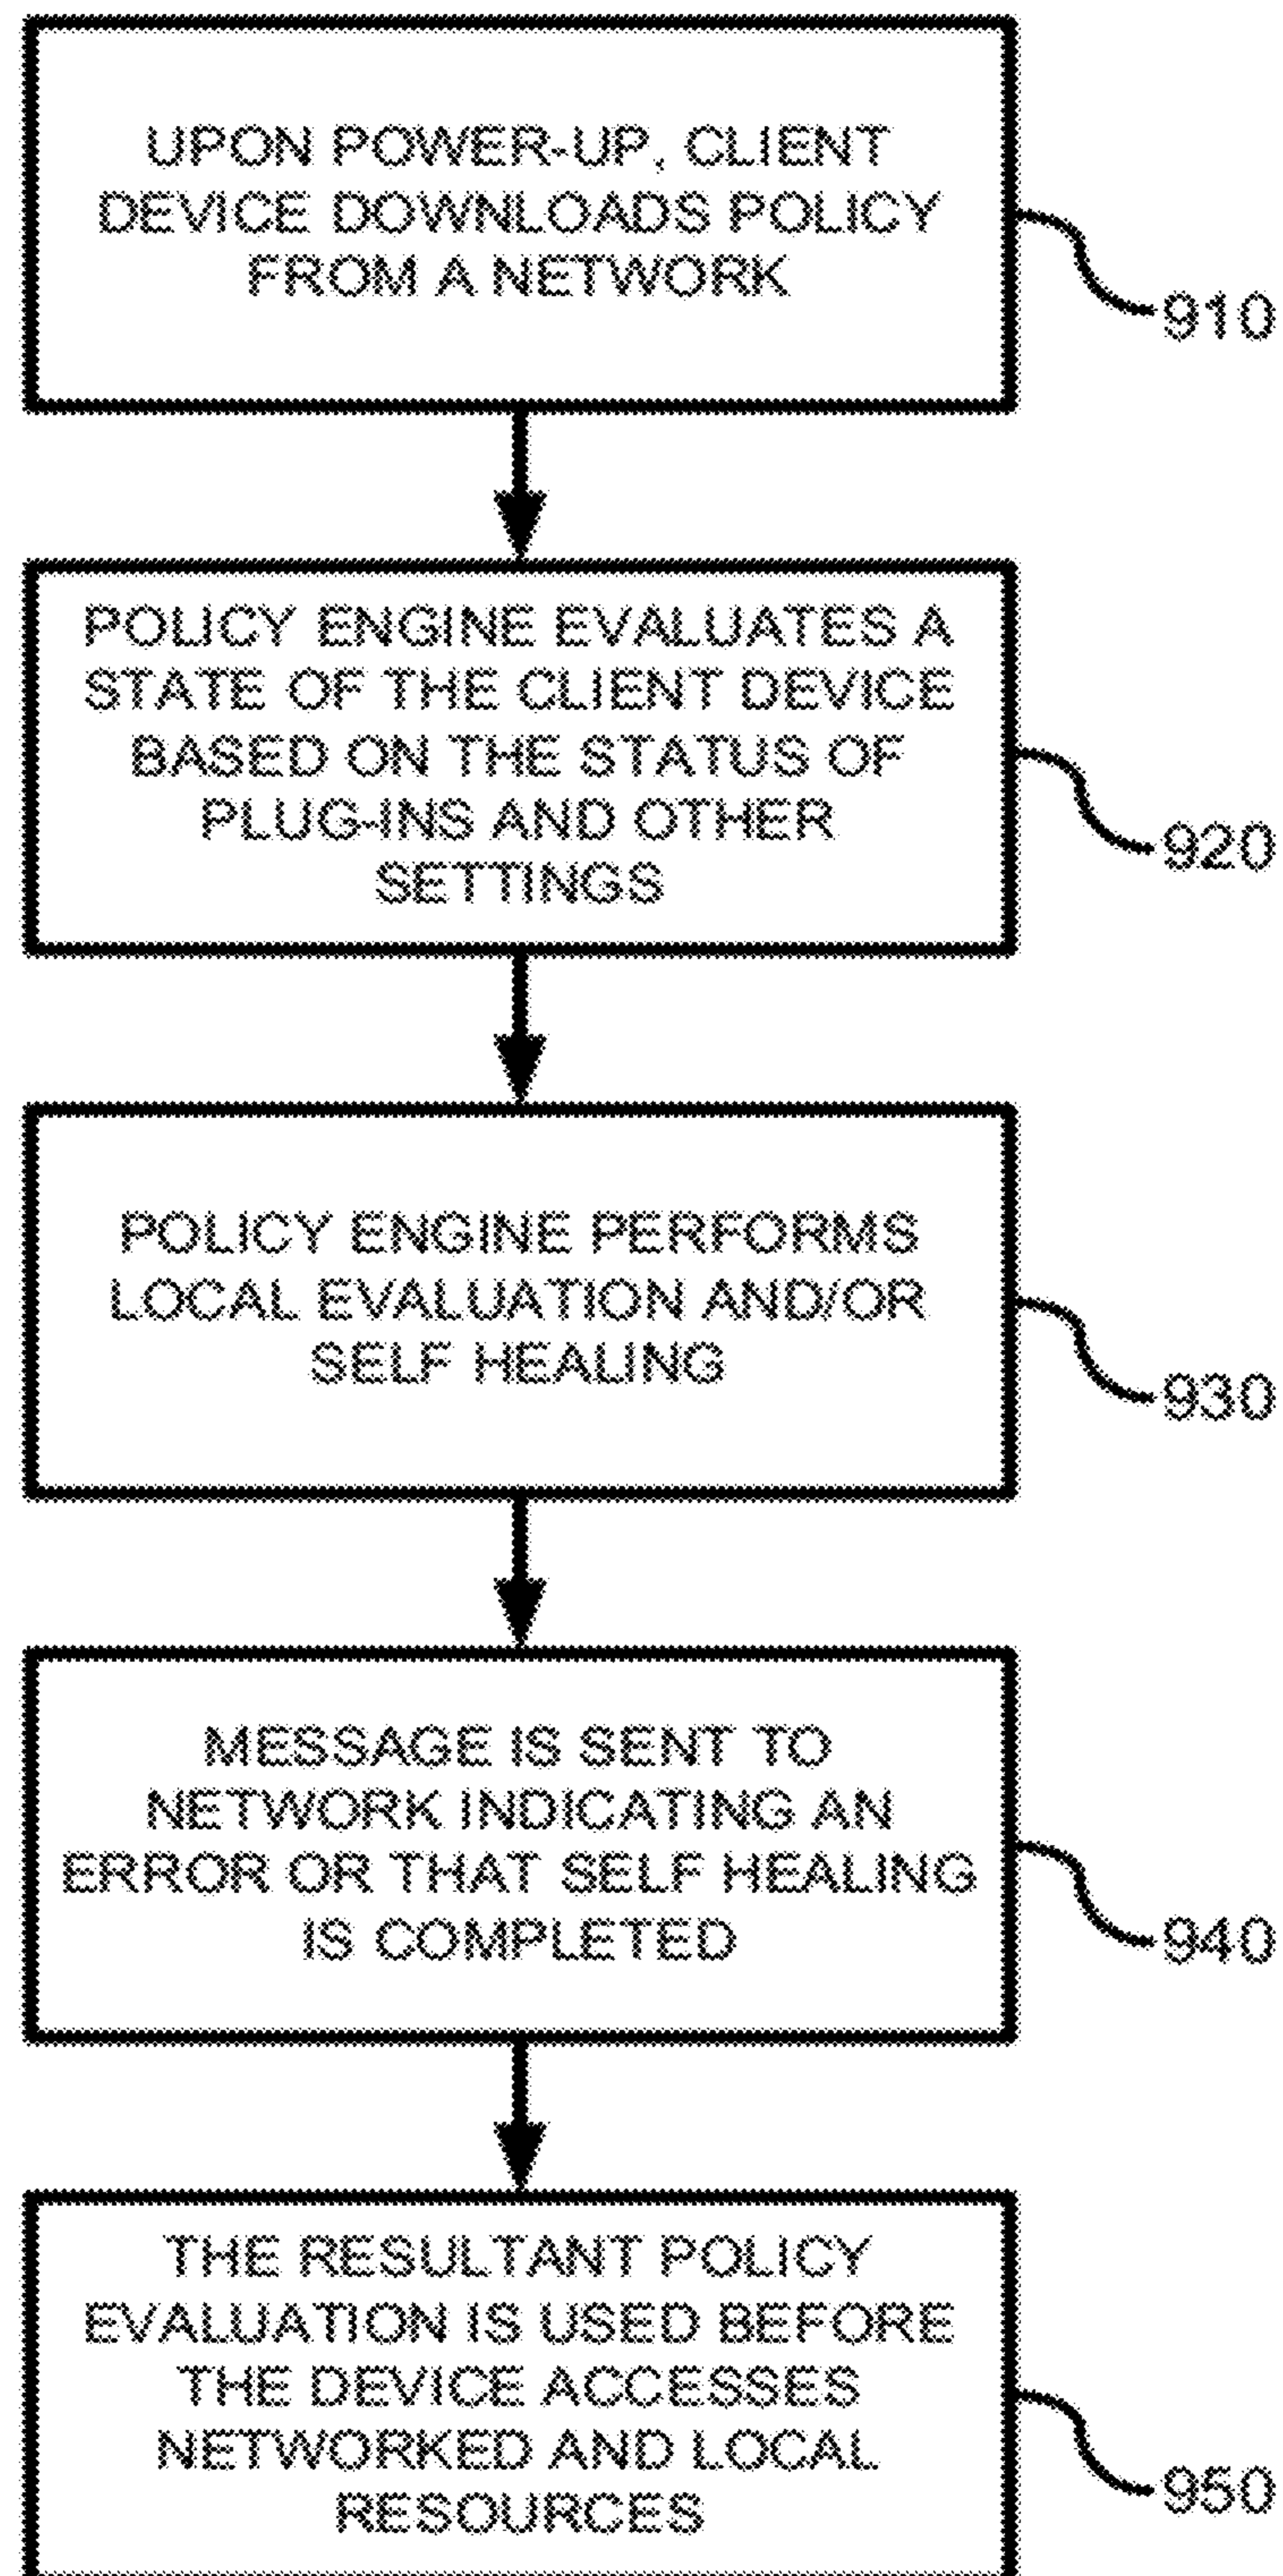 UPON POWER-UP, CLIENT
DEVICE DOWNLOADS POLICY
FROM A NETWORK
910
POLICY ENGINE EVALUATES A
STATE OF THE CLIENT DEVICE
BASED ON THE STATUS OF
PLUG-INS AND OTHER
SETTINGS
920
POLICY ENGINE PERFORMS
LOCAL EVALUATION AND/OR
SELF HEALING
930
MESSAGE IS SENT TO
NETWORK INDICATING AN
ERROR OR THAT SELF HEALING
IS COMPLETED
940
THE RESULTANT POLICY
EVALUATION IS USED BEFORE
THE DEVICE ACCESSES
NETWORKED AND LOCAL
RESOURCES
950